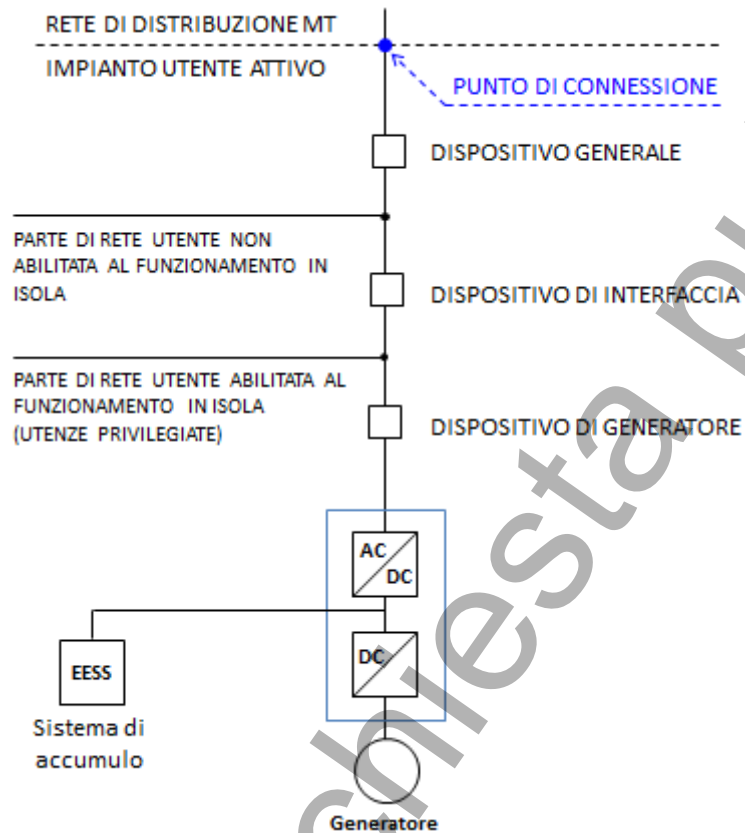 RETE DI DISTRIBUZIONE MT
IMPIANTO UTENTE ATTIVO
PUNTO DI CONNESSIONE
DISPOSITIVO GENERALE
PARTE DI RETE UTENTE NON
ABILITATA AL FUNZIONAMENTO IN
ISOLA
DISPOSITIVO DI INTERFACCIA
PARTE DI RETE UTENTE ABILITATA AL
FUNZIONAMENTO IN ISOLA
(UTENZE PRIVILEGIATE)
DISPOSITIVO DI GENERATORE
AC
DC
DC
EESS
Sistema di
accumulo
Generatore